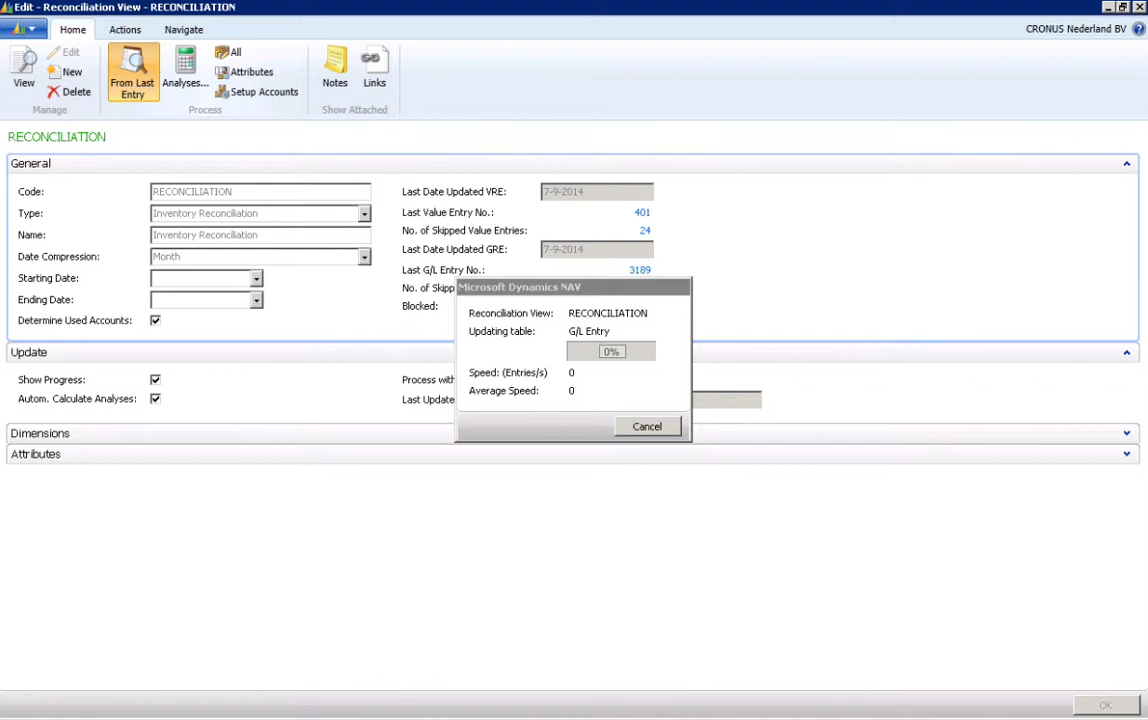 Edit - Reconciliation View - RECONCILIATION
Home Actions Navigate CRONUS Nederland BV
View Edit New Delete From Last Entry Analyses... All Attributes Setup Accounts Notes Links
Manage Process Show Attached
RECONCILIATION
General
Code: RECONCILIATION Last Date Updated VRE: 7-9-2014
Type: Inventory Reconciliation Last Value Entry No.: 401
Name: Inventory Reconciliation No. of Skipped Value Entries: 24
Date Compression: Month Last Date Updated GRE: 7-9-2014
Starting Date: Last G/L Entry No.: 3189
Ending Date: No. of Skipp
Determine Used Accounts: Blocked:
Microsoft Dynamics NAV
Reconciliation View: RECONCILIATION
Updating table: G/L Entry
0%
Speed: (Entries/s) 0
Average Speed: 0
Cancel
Update
Show Progress: Process with
Autom. Calculate Analyses: Last Update
Dimensions
Attributes
OK